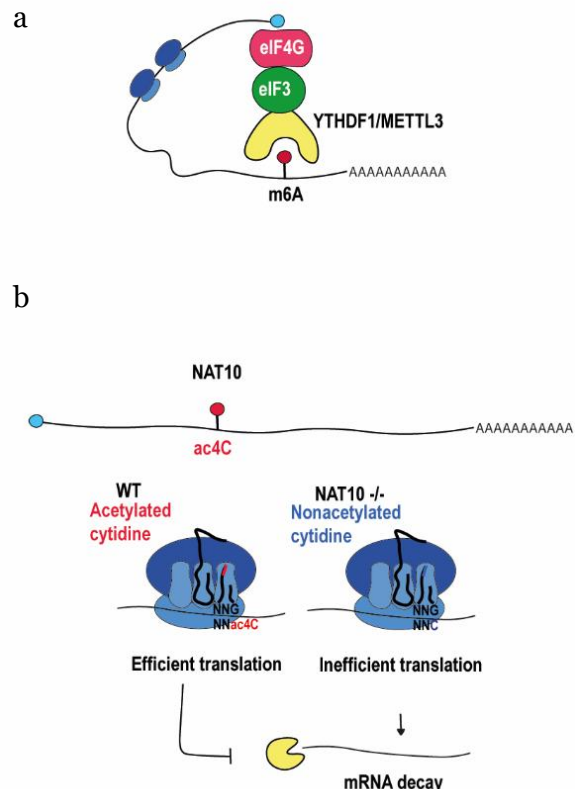 a
eIF4G
eIF3
YTHDF1/METTL3
AAAAAAAAAAA
m6A
b
NAT10
AAAAAAAAAAA
ac4C
WT
Acetylated
cytidine
NAT10 -/-
Nonacetylated
cytidine
NNG
NNac4C
NNG
NNC
Efficient translation
Inefficient translation
mRNA decay